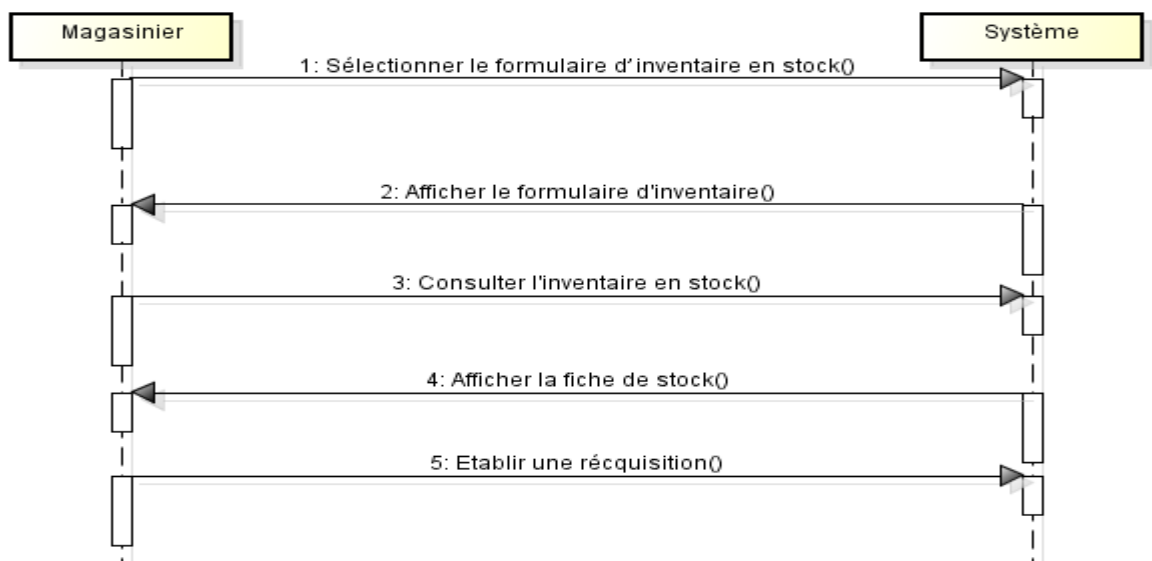 Magasinier
Système
1: Sélectionner le formulaire d’inventaire en stock()
2: Afficher le formulaire d'inventaire()
3: Consulter l'inventaire en stock()
4: Afficher la fiche de stock()
5: Etablir une récquisition()